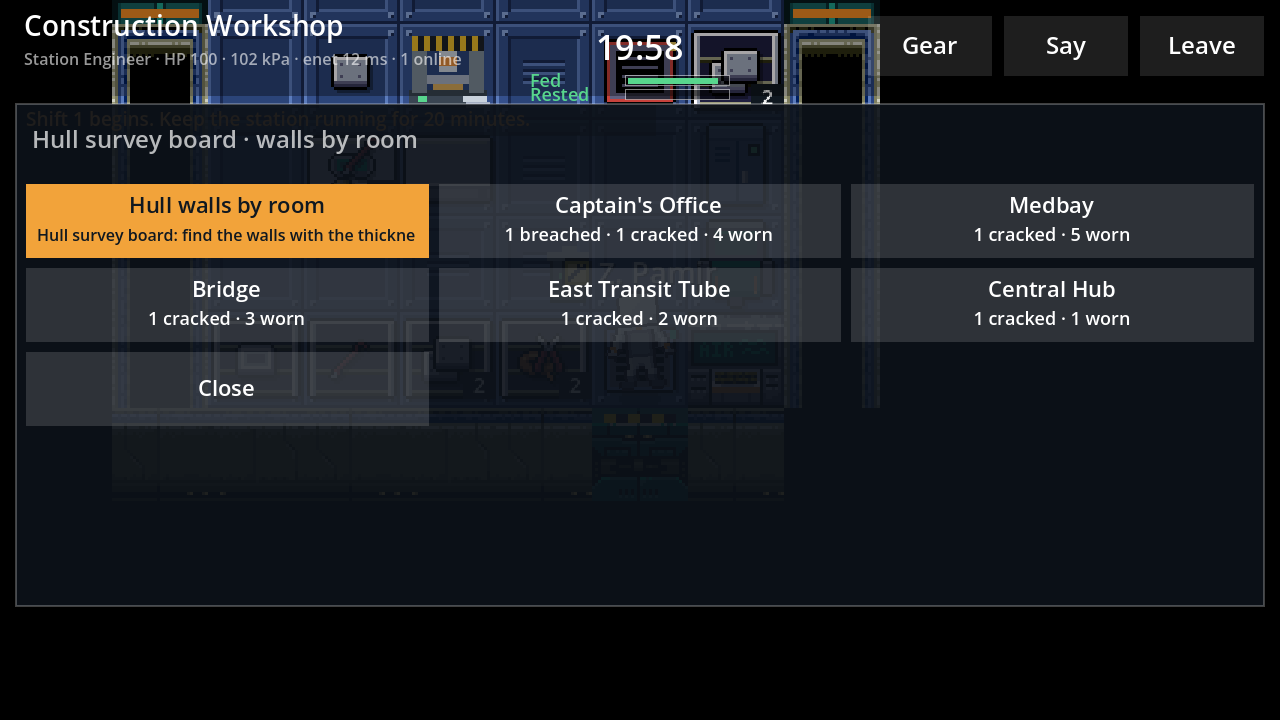 Construction Workshop
Station Engineer · HP 100 · 102 kPa · enet 12 ms · 1 online
19:58
Fed
Rested
Gear
Say
Leave
2
Shift 1 begins. Keep the station running for 20 minutes.
Hull survey board · walls by room
Hull walls by room
Hull survey board: find the walls with the thickne
Captain's Office
1 breached · 1 cracked · 4 worn
Medbay
1 cracked · 5 worn
Z. Pamir
Bridge
1 cracked · 3 worn
East Transit Tube
1 cracked · 2 worn
Central Hub
1 cracked · 1 worn
Close
2
2
AIR